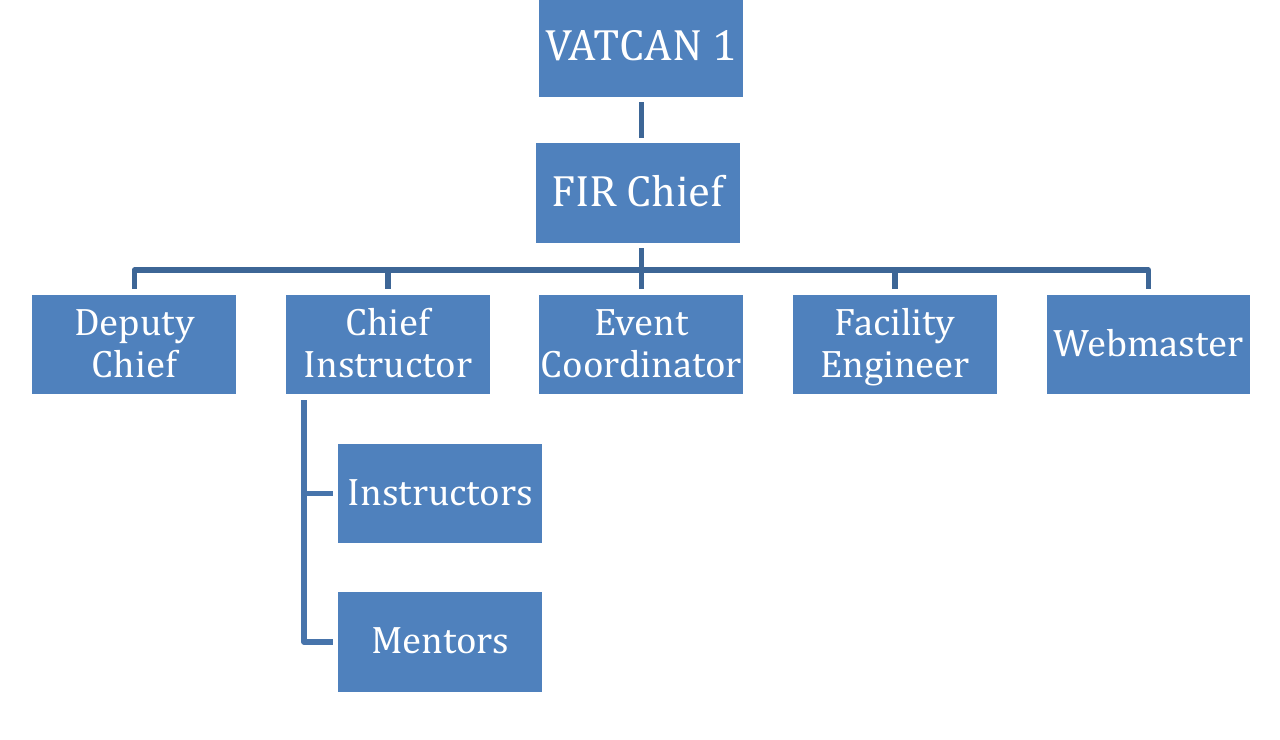 VATCAN 1
FIR Chief
Deputy
Chief
Chief
Instructor
Event
Coordinator
Facility
Engineer
Webmaster
Instructors
Mentors